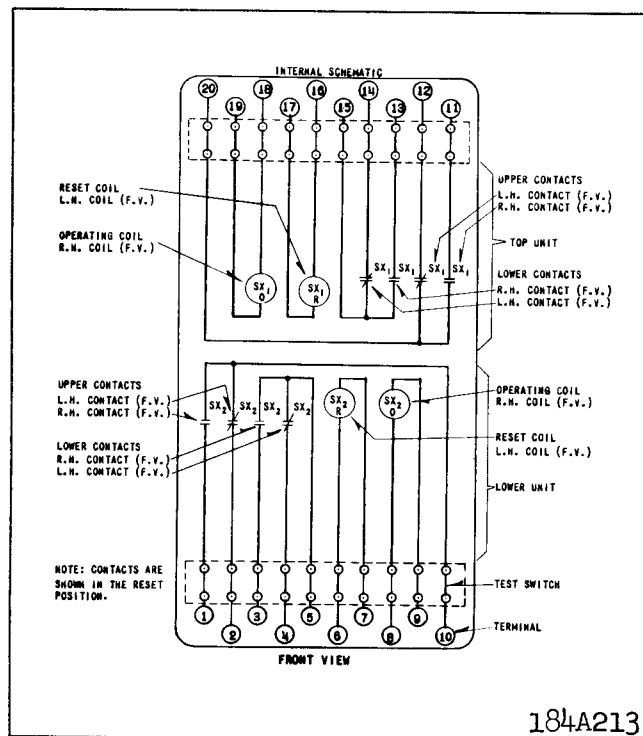 INTERNAL SCHEMATIC
20 18 16 14 12
19 17 15 13 11
RESET COIL
L.H. COIL (F.V.)
OPERATING COIL
R.H. COIL (F.V.)
SX1
O
SX1
R
SX1 SX1 SX1 SX1
UPPER CONTACTS
L.H. CONTACT (F.V.)
R.H. CONTACT (F.V.)
TOP UNIT
LOWER CONTACTS
R.H. CONTACT (F.V.)
L.H. CONTACT (F.V.)
UPPER CONTACTS
L.H. CONTACT (F.V.)
R.H. CONTACT (F.V.)
LOWER CONTACTS
R.H. CONTACT (F.V.)
L.H. CONTACT (F.V.)
SX2 SX2 SX2 SX2
SX2
R
SX2
O
OPERATING COIL
R.H. COIL (F.V.)
RESET COIL
L.H. COIL (F.V.)
LOWER UNIT
NOTE: CONTACTS ARE
SHOWN IN THE RESET
POSITION.
TEST SWITCH
1 3 5 7 9
2 4 6 8 10
TERMINAL
FRONT VIEW
184A213